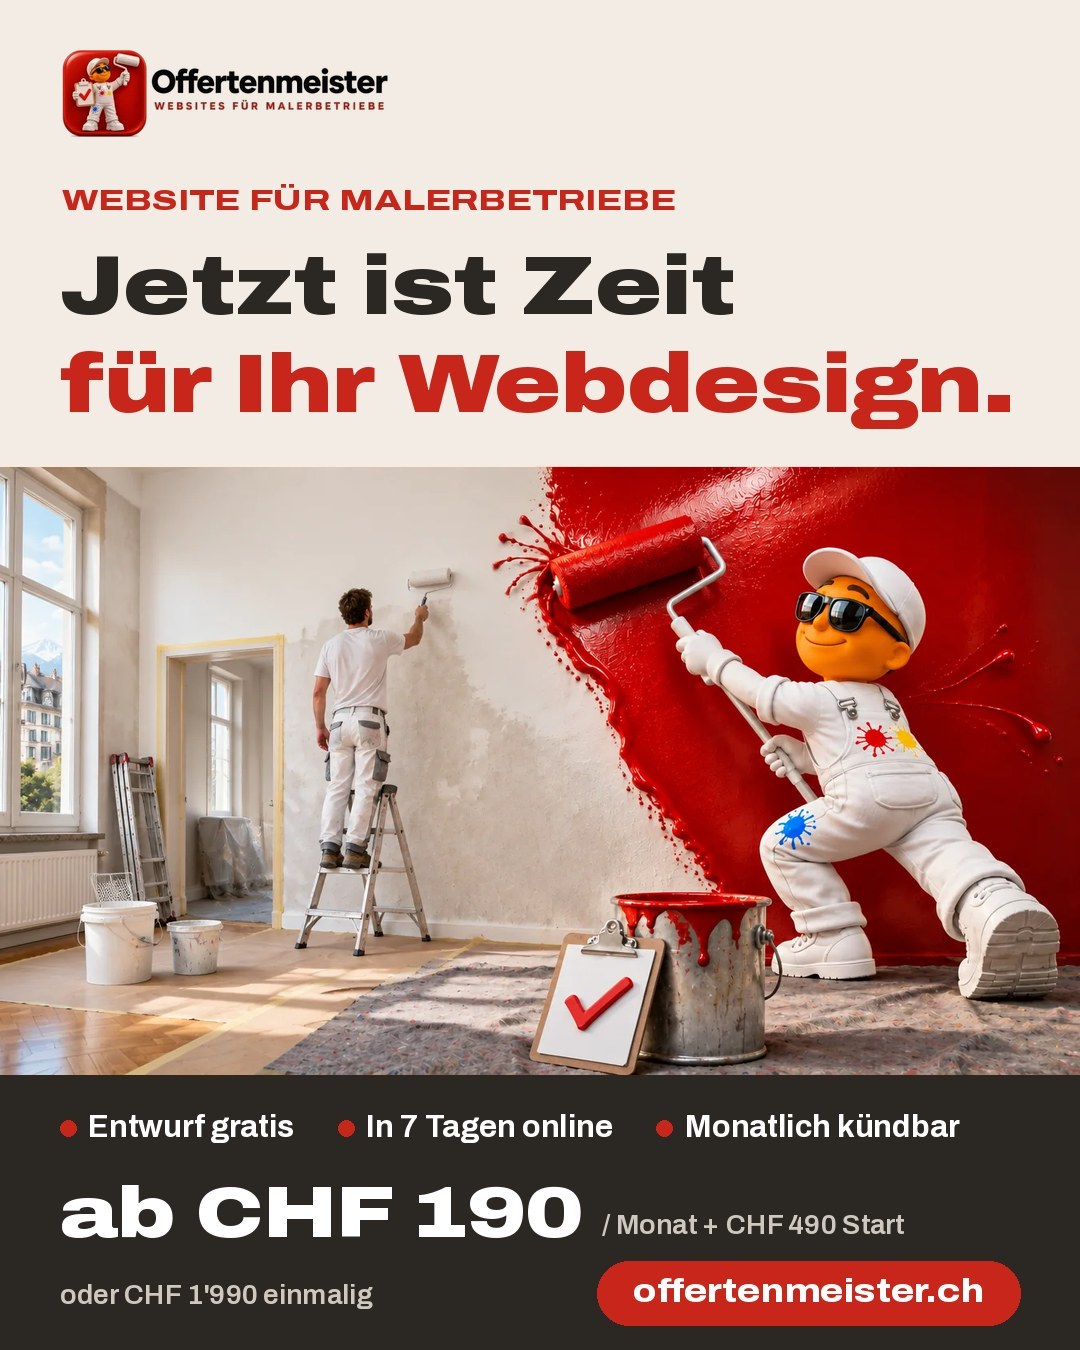 Offertenmeister
WEBSITES FÜR MALERBETRIEBE
WEBSITE FÜR MALERBETRIEBE
Jetzt ist Zeit
für Ihr Webdesign.
Entwurf gratis
In 7 Tagen online
Monatlich kündbar
ab CHF 190 / Monat + CHF 490 Start
oder CHF 1'990 einmalig
offertenmeister.ch